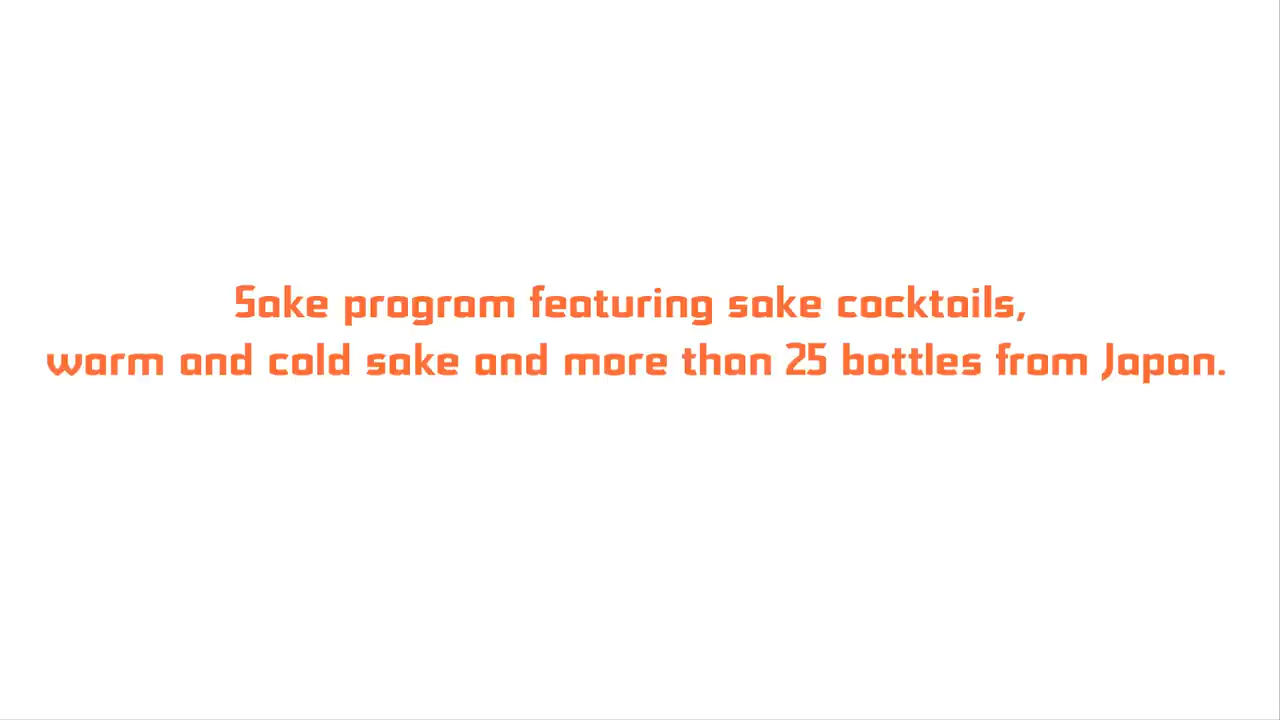 Sake program featuring sake cocktails,
warm and cold sake and more than 25 bottles from Japan.